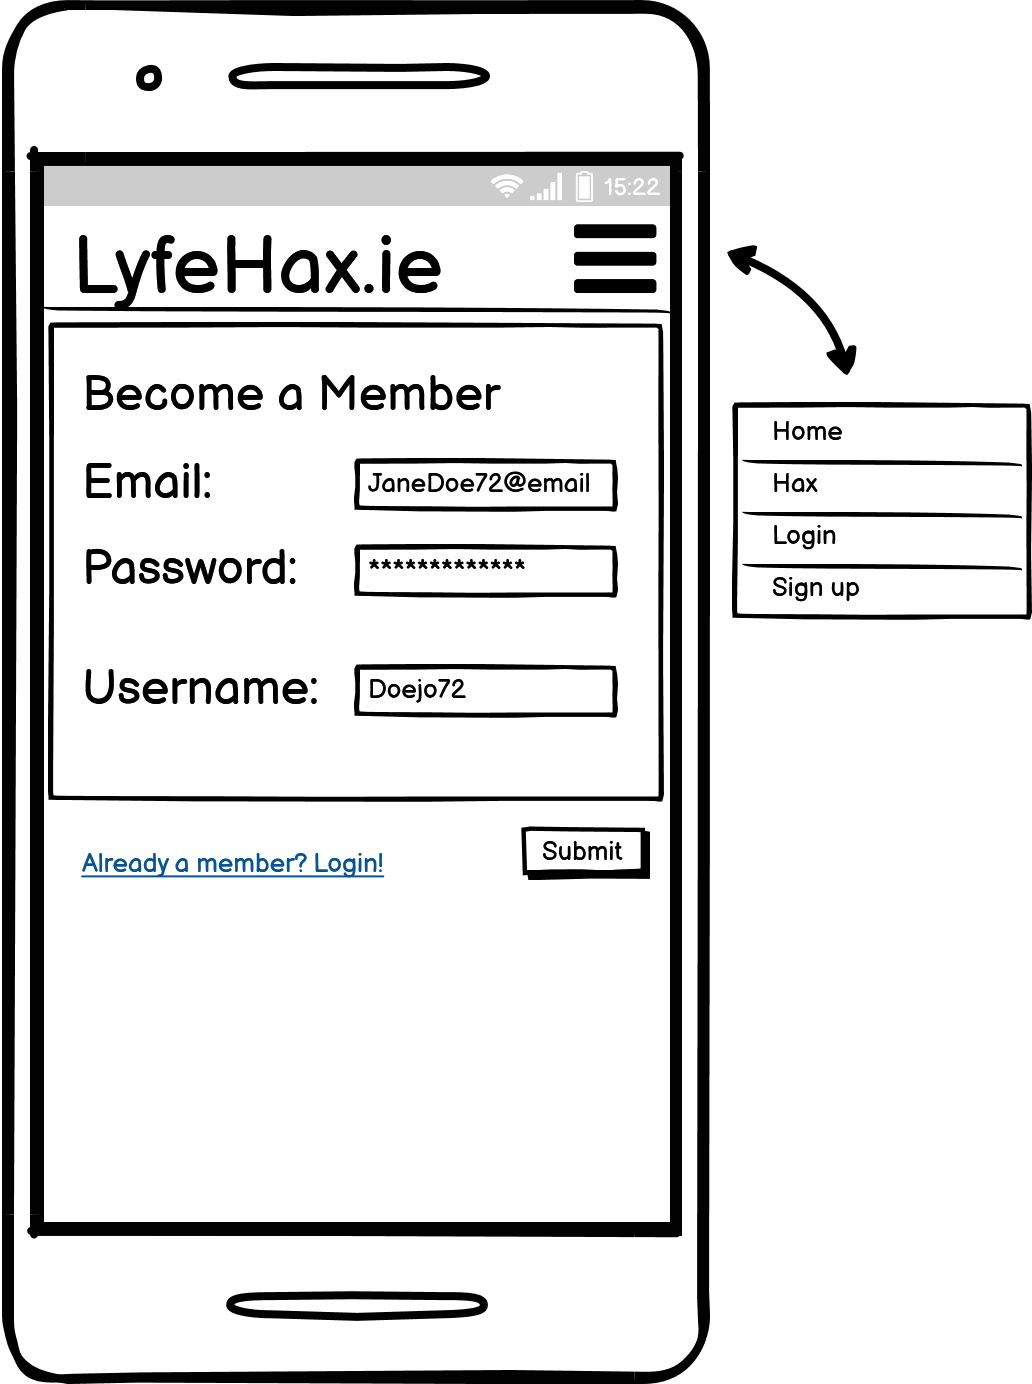 15:22
LyfeHax.ie
Become a Member
Email: JaneDoe72@email
Password: *************
Username: Doejo72
Already a member? Login!
Submit
Home
Hax
Login
Sign up